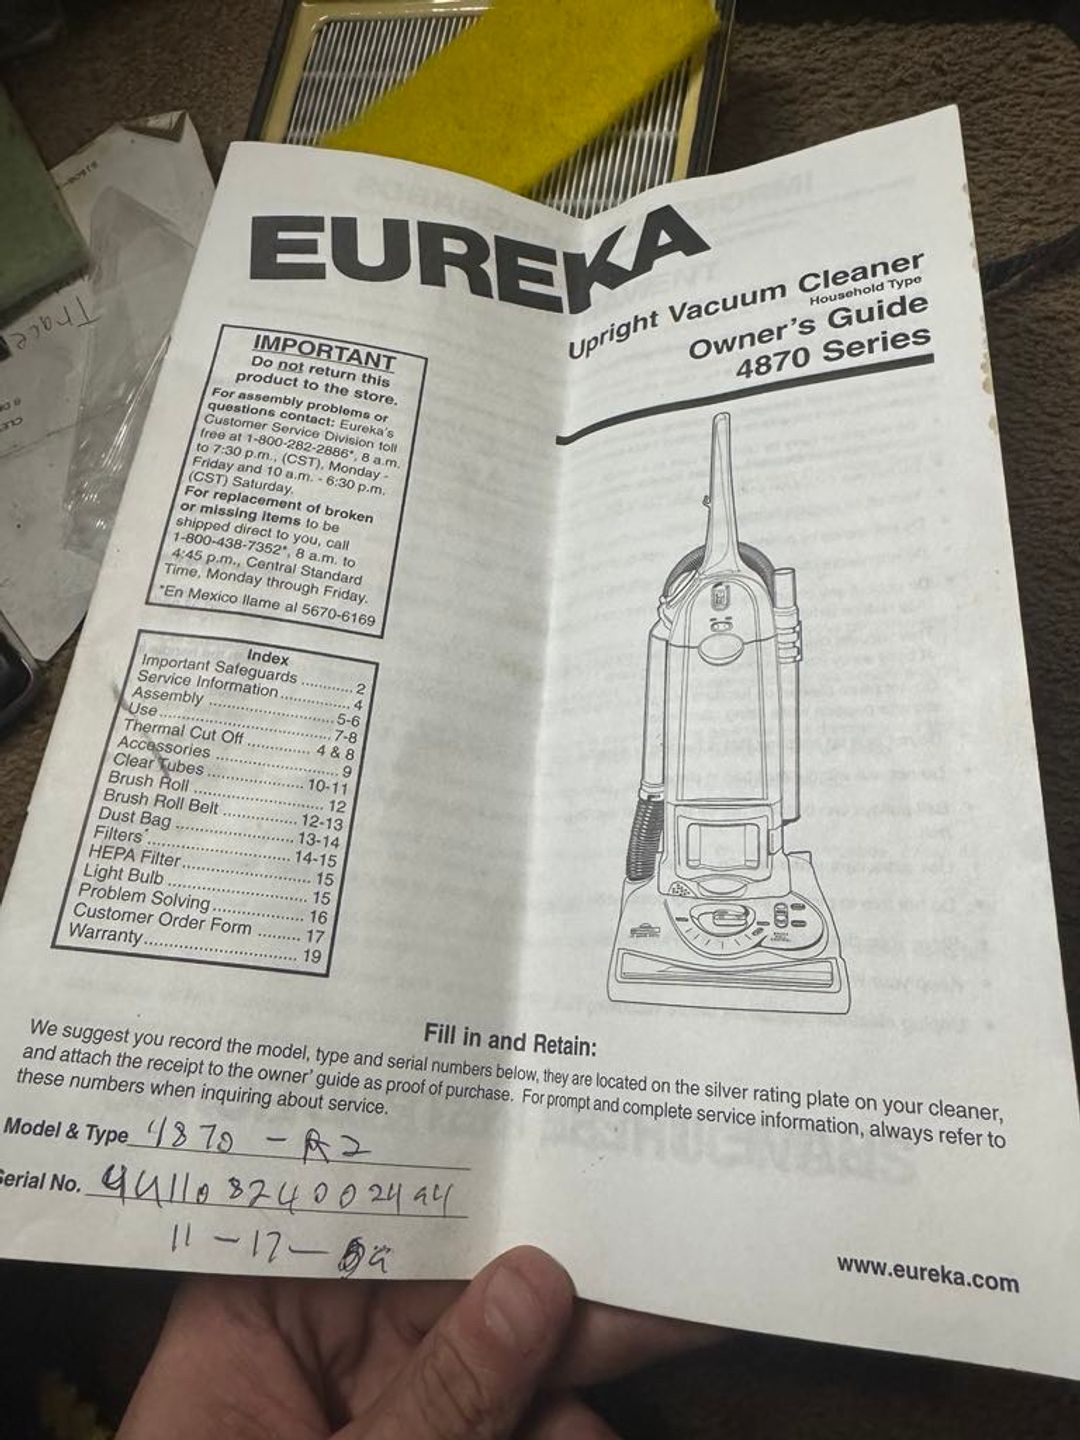 EUREKA
Upright Vacuum Cleaner
Household Type
Owner's Guide
4870 Series
IMPORTANT
Do not return this
product to the store.
For assembly problems or
questions contact: Eureka's
Customer Service Division toll
free at 1-800-282-2886*, 8 a.m.
to 7:30 p.m., (CST), Monday -
Friday and 10 a.m. - 6:30 p.m.
(CST) Saturday.
For replacement of broken
or missing items to be
shipped direct to you, call
1-800-438-7352*, 8 a.m. to
4:45 p.m., Central Standard
Time, Monday through Friday.
*En Mexico llame al 5670-6169
Index
Important Safeguards ............ 2
Service Information ................ 4
Assembly ............................ 5-6
Use ..................................... 7-8
Thermal Cut Off .............. 4 & 8
Accessories ........................... 9
Clear Tubes ..................... 10-11
Brush Roll ............................ 12
Brush Roll Belt ................ 12-13
Dust Bag ........................ 13-14
Filters ............................. 14-15
HEPA Filter .......................... 15
Light Bulb ............................ 15
Problem Solving ................... 16
Customer Order Form ......... 17
Warranty .............................. 19
Fill in and Retain:
We suggest you record the model, type and serial numbers below, they are located on the silver rating plate on your cleaner,
and attach the receipt to the owner' guide as proof of purchase. For prompt and complete service information, always refer to
these numbers when inquiring about service.
Model & Type 4870 - A2
Serial No.
11-17-
www.eureka.com